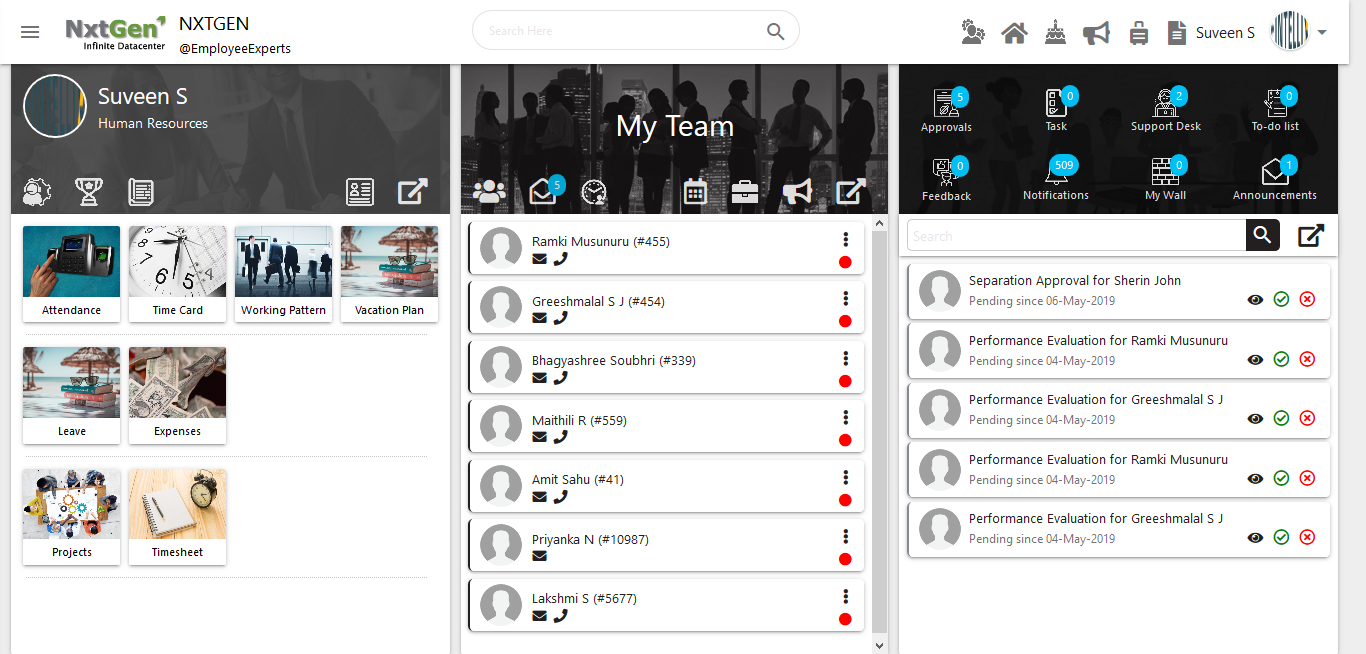 NxtGen
Infinite Datacenter
NXTGEN
@EmployeeExperts
Search Here
Suveen S
Suveen S
Human Resources
Attendance
Time Card
Working Pattern
Vacation Plan
Leave
Expenses
Projects
Timesheet
My Team
5
Ramki Musunuru (#455)
Greeshmalal S J (#454)
Bhagyashree Soubhri (#339)
Maithili R (#559)
Amit Sahu (#41)
Priyanka N (#10987)
Lakshmi S (#5677)
5
Approvals
0
Task
2
Support Desk
0
To-do list
0
Feedback
509
Notifications
0
My Wall
1
Announcements
Search
Separation Approval for Sherin John
Pending since 06-May-2019
Performance Evaluation for Ramki Musunuru
Pending since 04-May-2019
Performance Evaluation for Greeshmalal S J
Pending since 04-May-2019
Performance Evaluation for Ramki Musunuru
Pending since 04-May-2019
Performance Evaluation for Greeshmalal S J
Pending since 04-May-2019